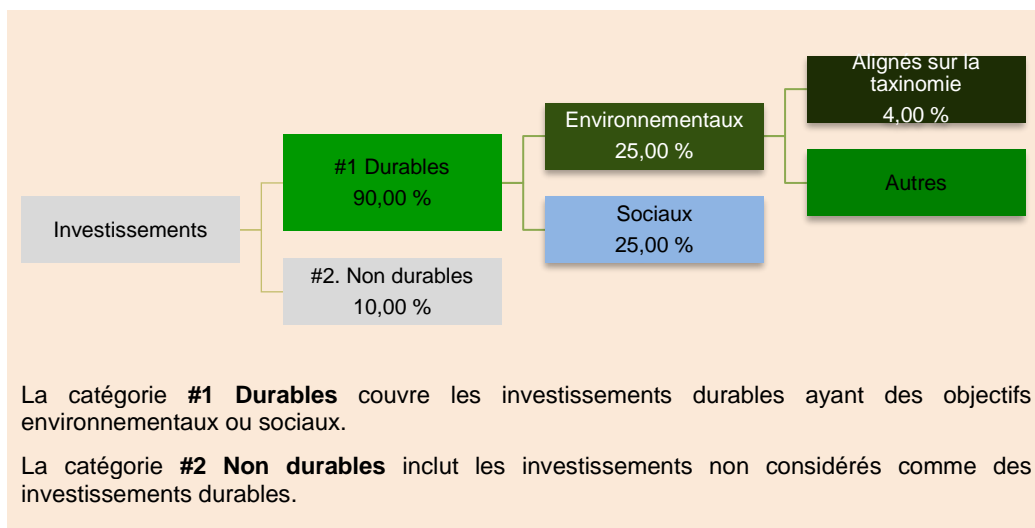 Investissements
#1 Durables
90,00 %
#2. Non durables
10,00 %
Environnementaux
25,00 %
Sociaux
25,00 %
Alignés sur la
taxinomie
4,00 %
Autres
La catégorie #1 Durables couvre les investissements durables ayant des objectifs
environnementaux ou sociaux.
La catégorie #2 Non durables inclut les investissements non considérés comme des
investissements durables.